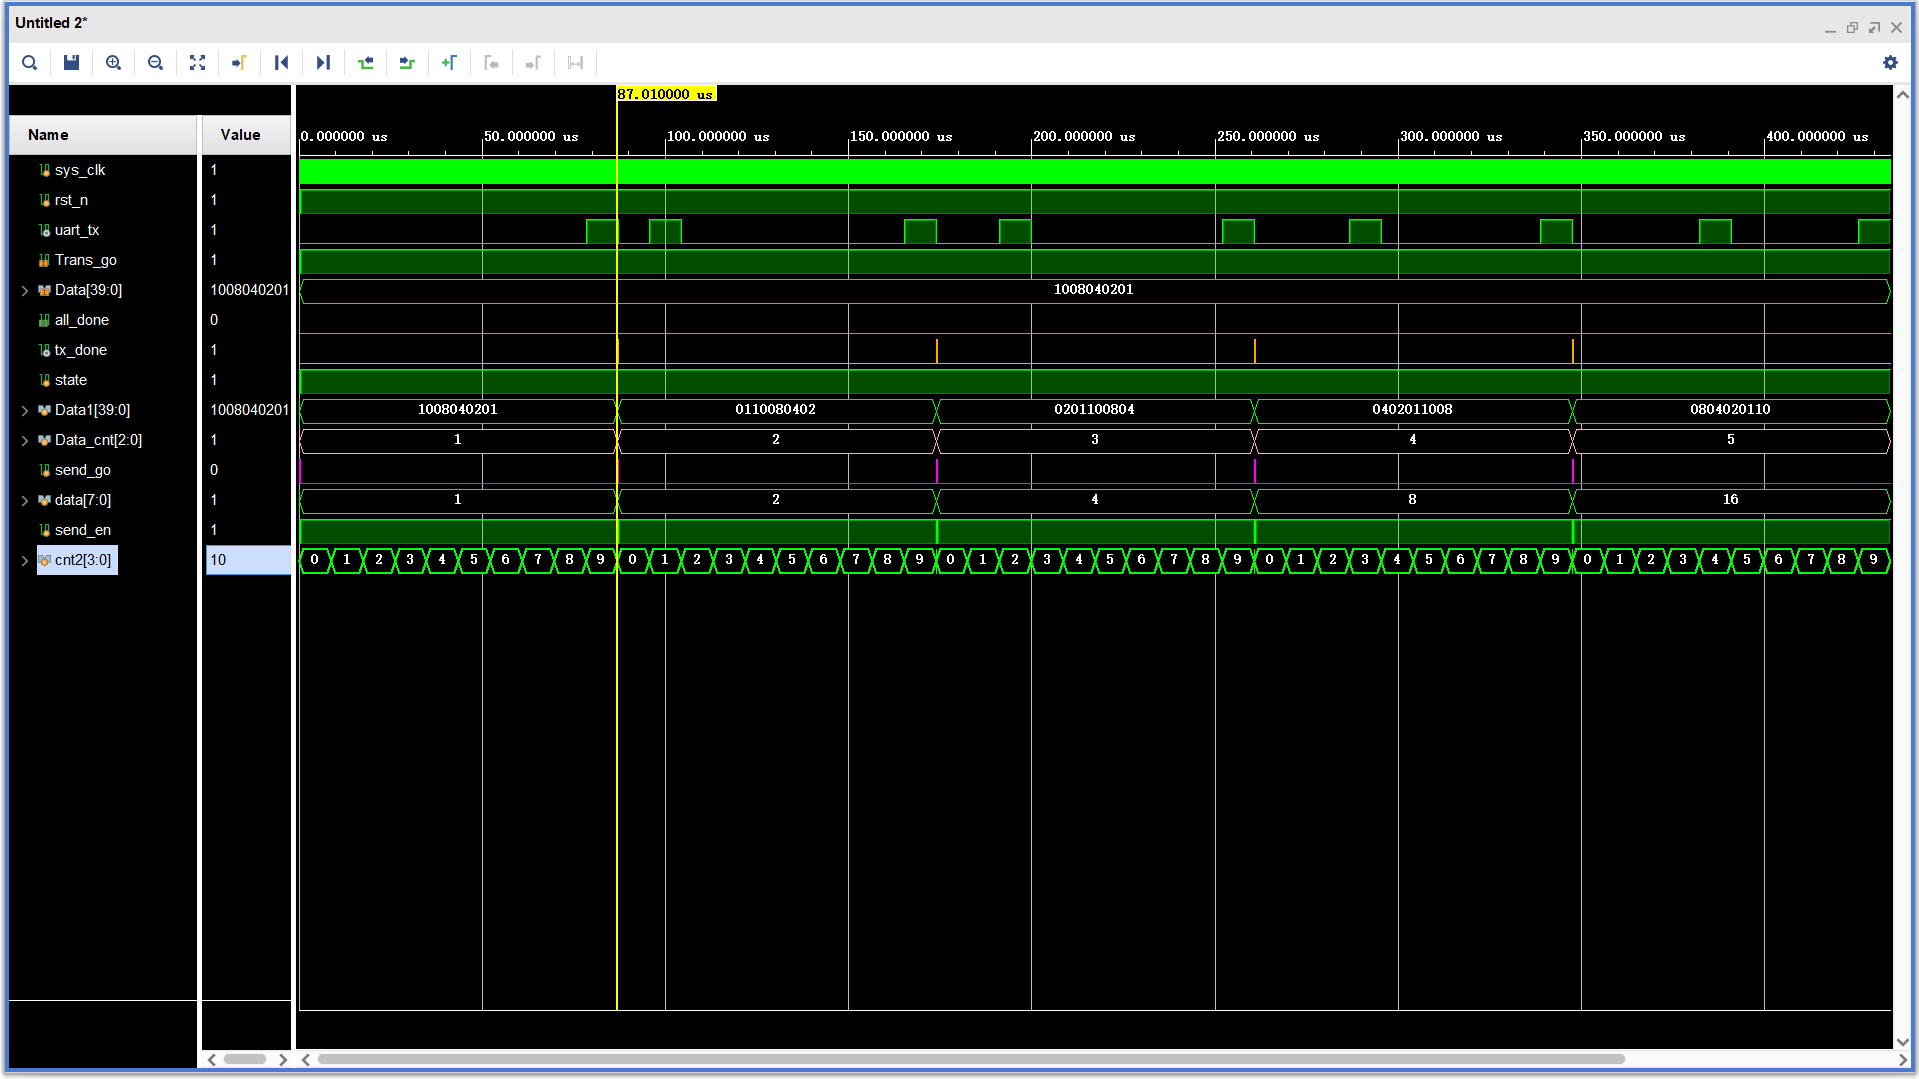 Untitled 2*
87.010000 us
Name Value 0.000000 us 50.000000 us 100.000000 us 150.000000 us 200.000000 us 250.000000 us 300.000000 us 350.000000 us 400.000000 us
sys_clk 1
rst_n 1
uart_tx 1
Trans_go 1
Data[39:0] 1008040201 1008040201
all_done 0
tx_done 1
state 1
Data1[39:0] 1008040201 1008040201 0110080402 0201100804 0402011008 0804020110
Data_cnt[2:0] 1 1 2 3 4 5
send_go 0
data[7:0] 1 1 2 4 8 16
send_en 1
cnt2[3:0] 10 0 1 2 3 4 5 6 7 8 9 0 1 2 3 4 5 6 7 8 9 0 1 2 3 4 5 6 7 8 9 0 1 2 3 4 5 6 7 8 9 0 1 2 3 4 5 6 7 8 9